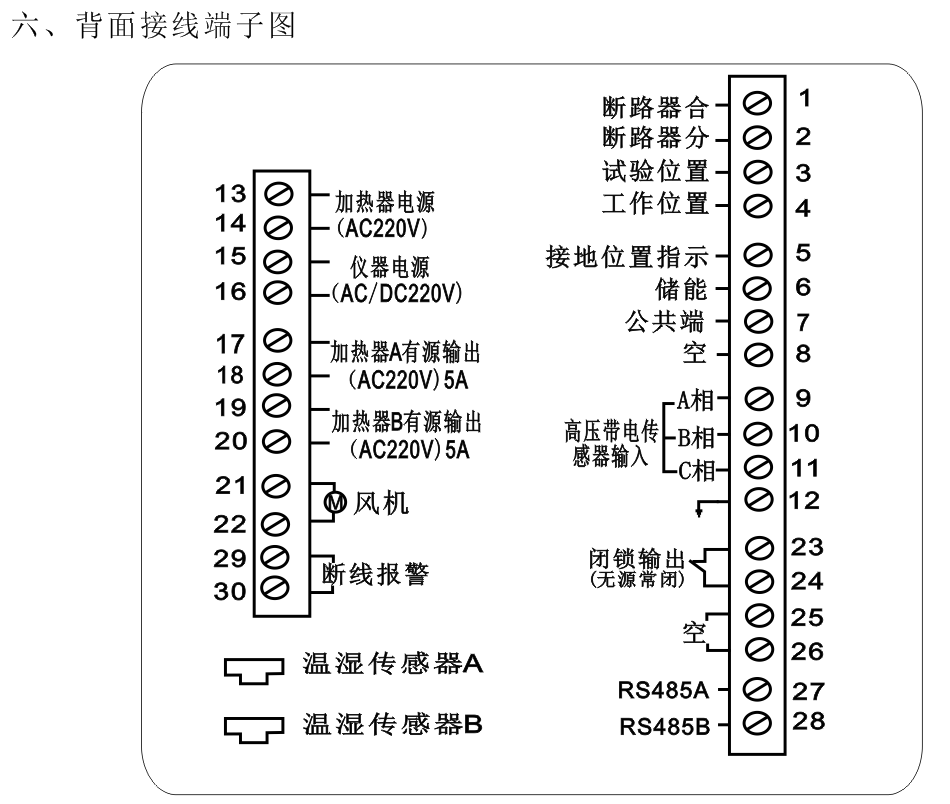 六、背面接线端子图
13
14
加热器电源
(AC220V)
15
16
仪器电源
(AC/DC220V)
17
18
加热器A有源输出
(AC220V)5A
19
20
加热器B有源输出
(AC220V)5A
21
22
M
风机
29
30
断线报警
温湿传感器A
温湿传感器B
断路器合 1
断路器分 2
试验位置 3
工作位置 4
接地位置指示 5
储能 6
公共端 7
空 8
高压带电传
感器输入
A相 9
B相 10
C相 11
12
闭锁输出
(无源常闭)
23
24
空
25
26
RS485A 27
RS485B 28